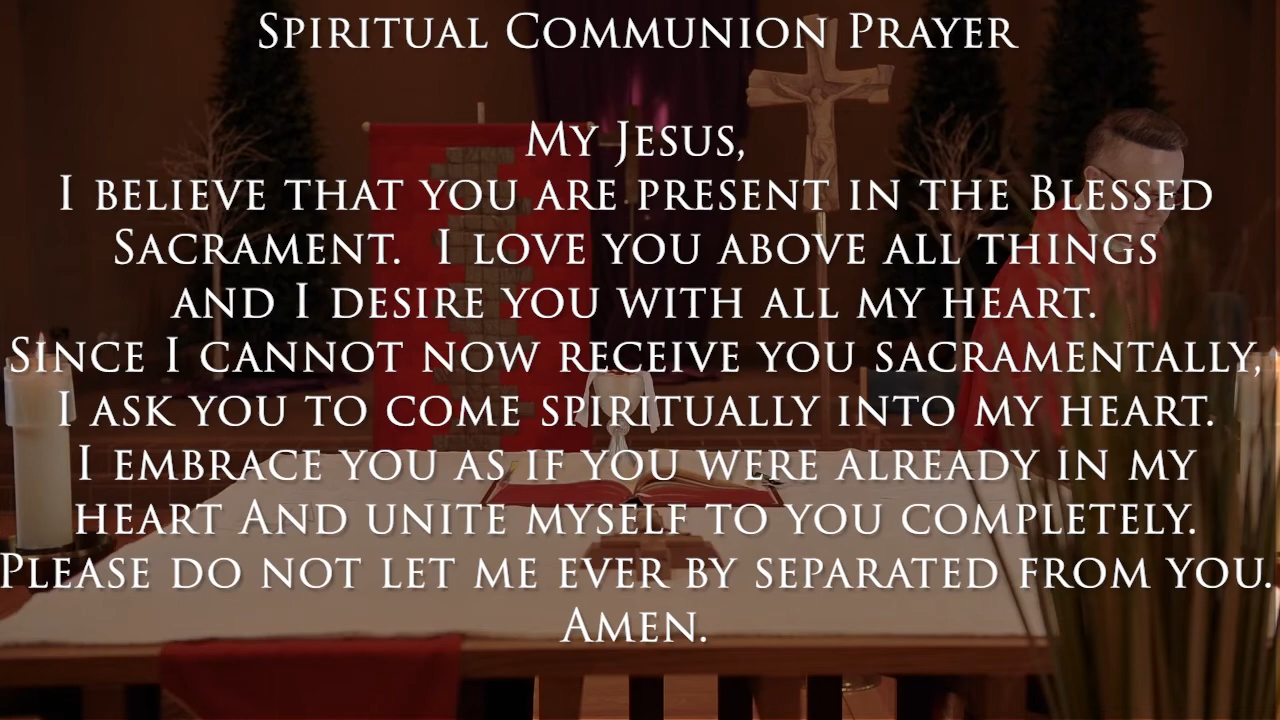 Spiritual Communion Prayer
My Jesus,
I believe that you are present in the Blessed
Sacrament. I love you above all things
and I desire you with all my heart.
Since I cannot now receive you sacramentally,
I ask you to come spiritually into my heart.
I embrace you as if you were already in my
heart And unite myself to you completely.
Please do not let me ever by separated from you.
Amen.